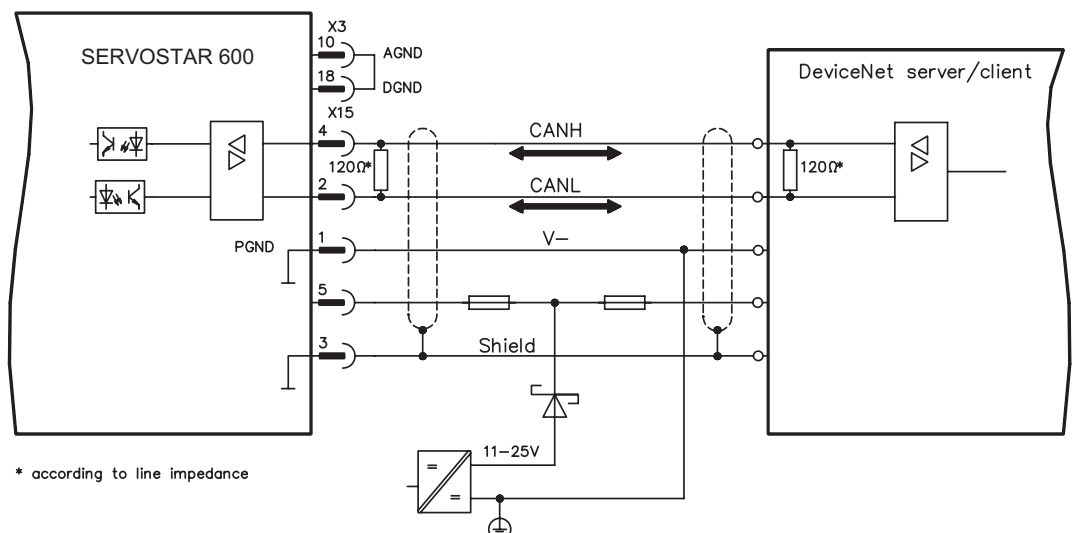 SERVOSTAR 600
X3
10
AGND
18
DGND
X15
4
120Ω*
2
PGND
1
5
3
CANH
CANL
V-
Shield
DeviceNet server/client
120Ω*
11-25V
* according to line impedance